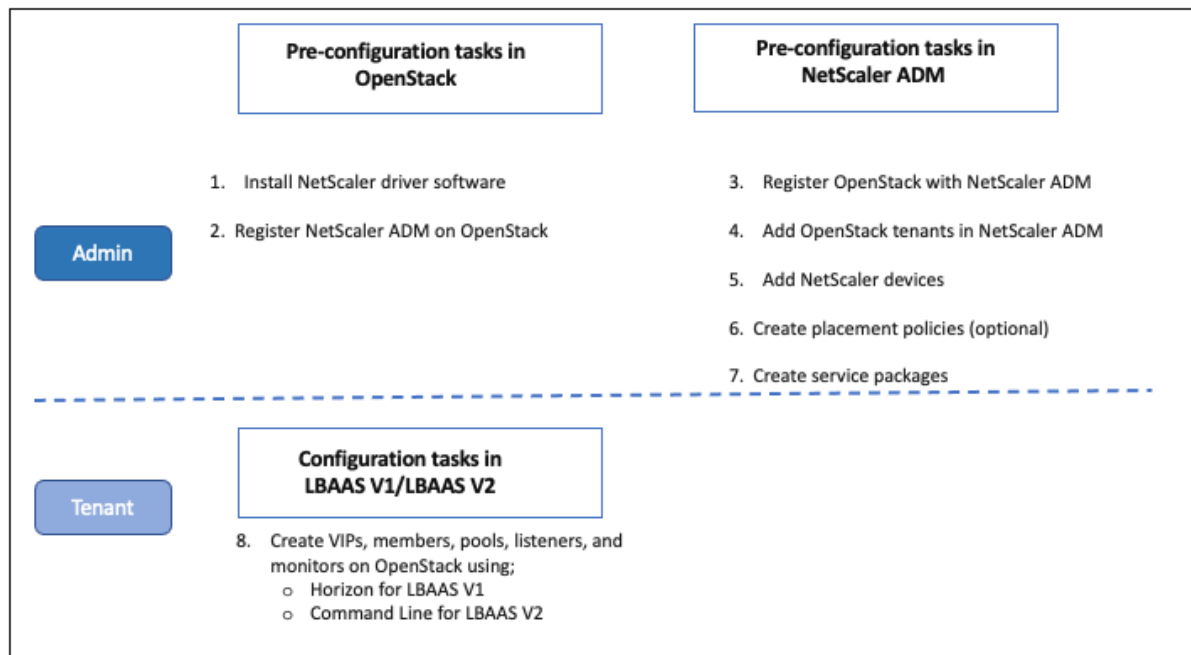 Pre-configuration tasks in
OpenStack
Pre-configuration tasks in
NetScaler ADM
Admin
1. Install NetScaler driver software
2. Register NetScaler ADM on OpenStack
3. Register OpenStack with NetScaler ADM
4. Add OpenStack tenants in NetScaler ADM
5. Add NetScaler devices
6. Create placement policies (optional)
7. Create service packages
Tenant
Configuration tasks in
LBAAS V1/LBAAS V2
8. Create VIPs, members, pools, listeners, and
monitors on OpenStack using;
o Horizon for LBAAS V1
o Command Line for LBAAS V2